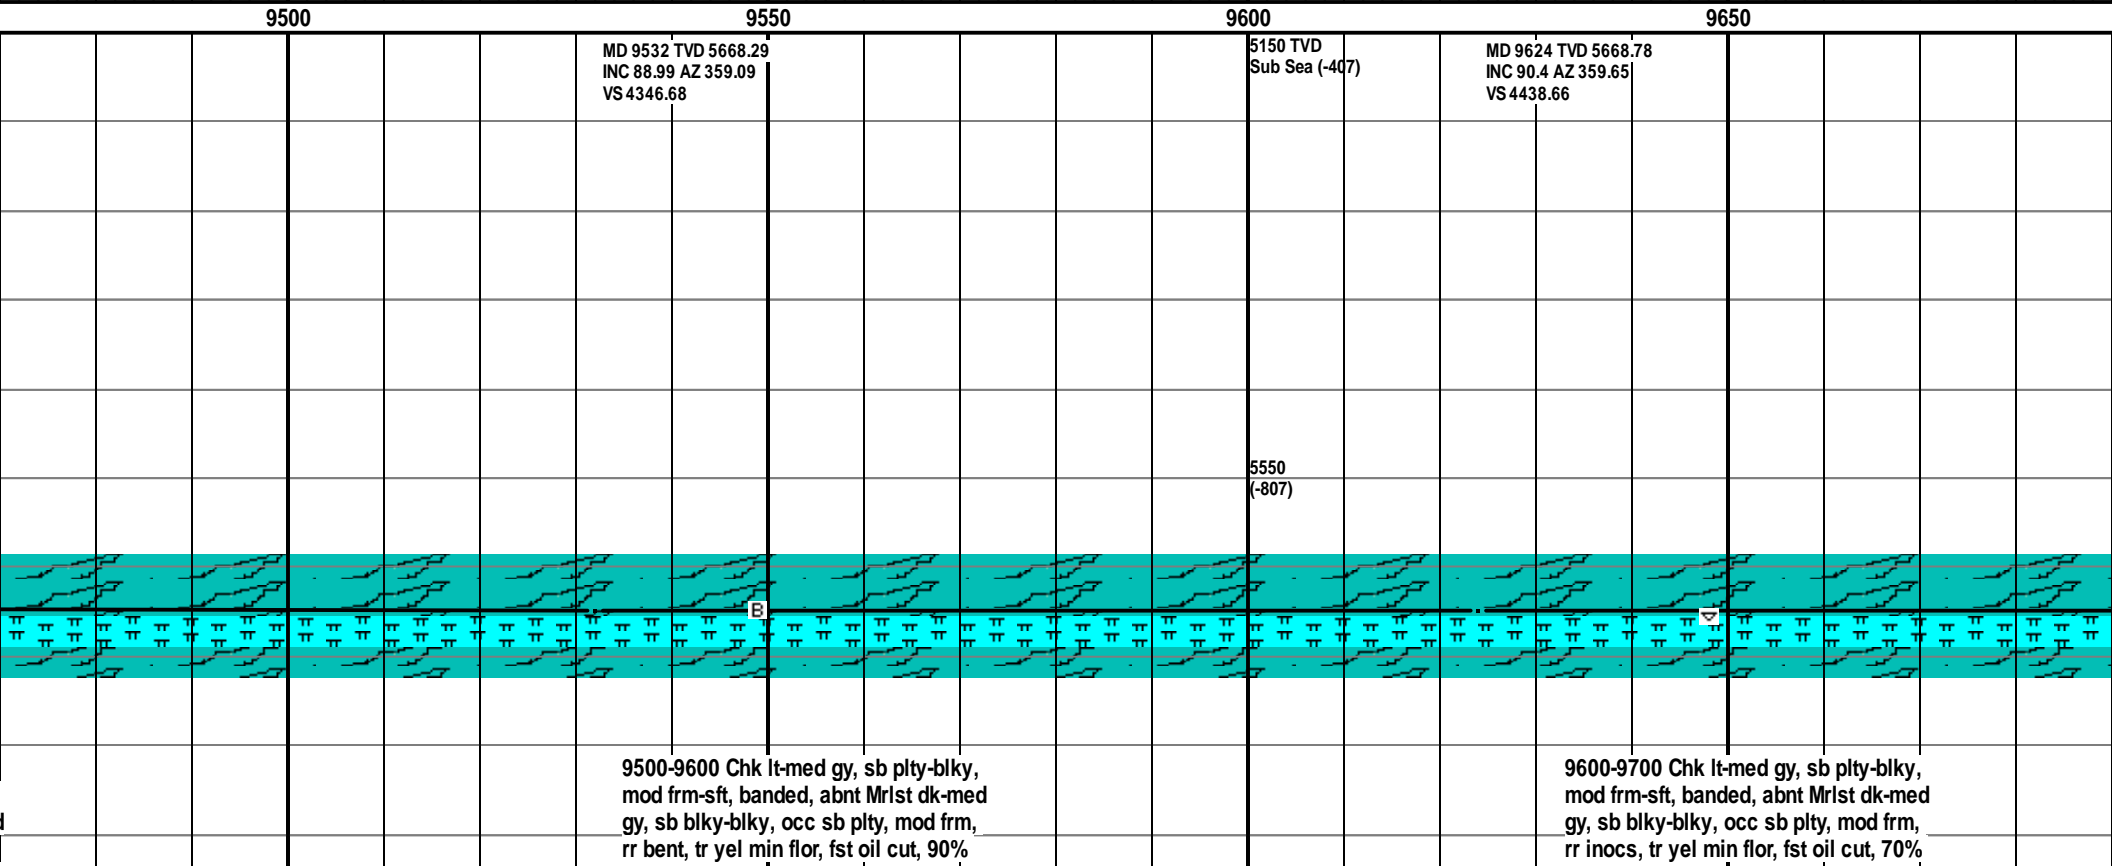 9500 9550 9600 9650
MD 9532 TVD 5668.29
INC 88.99 AZ 359.09
VS 4346.68
5150 TVD
Sub Sea (-407)
MD 9624 TVD 5668.78
INC 90.4 AZ 359.65
VS 4438.66
5550
(-807)
B
9500-9600 Chk lt-med gy, sb plty-blky,
mod frm-sft, banded, abnt Mrlst dk-med
gy, sb blky-blky, occ sb plty, mod frm,
rr bent, tr yel min flor, fst oil cut, 90%
9600-9700 Chk lt-med gy, sb plty-blky,
mod frm-sft, banded, abnt Mrlst dk-med
gy, sb blky-blky, occ sb plty, mod frm,
rr inocs, tr yel min flor, fst oil cut, 70%